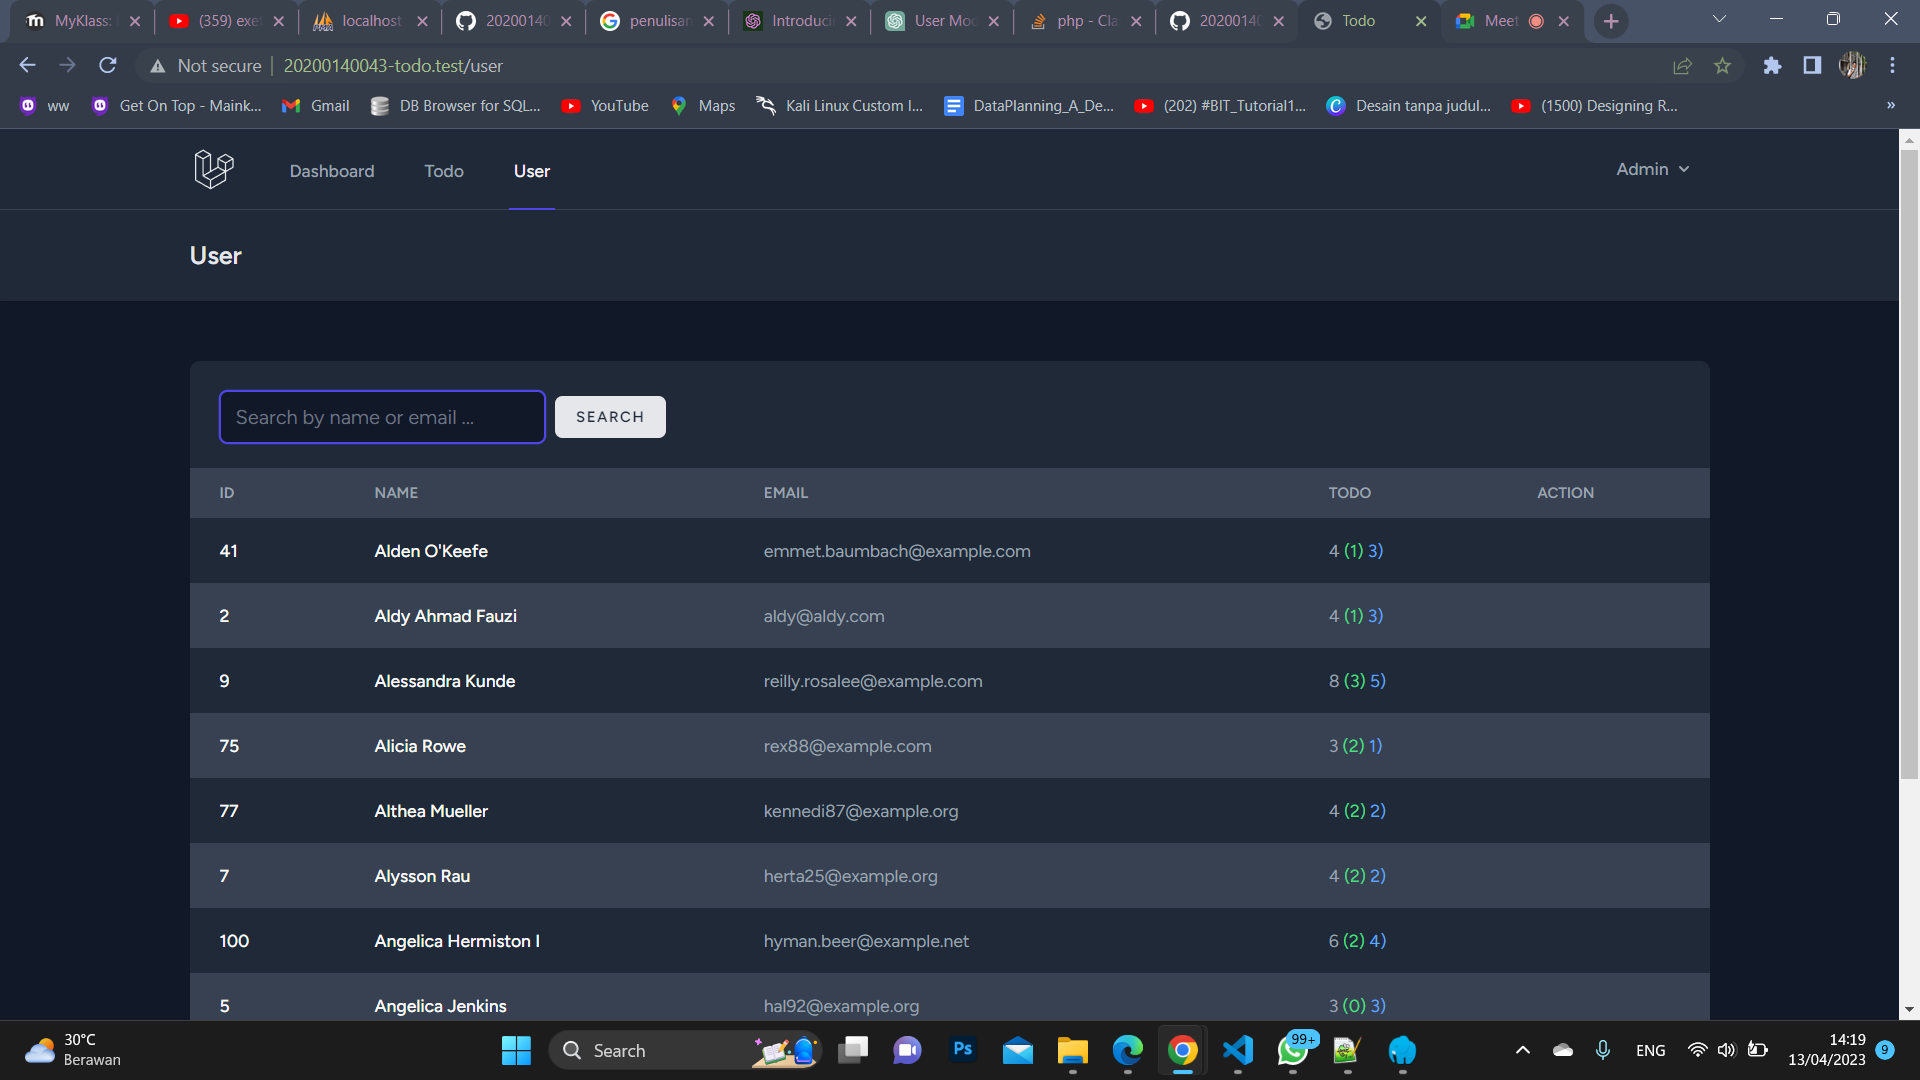 MyKlass: (359) exe localhost 20200140 penulisan Introduci User Mod php - Cla 20200140 Todo Meet
Not secure 20200140043-todo.test/user
ww Get On Top - Maink... Gmail DB Browser for SQL... YouTube Maps Kali Linux Custom I... DataPlanning_A_De... (202) #BIT_Tutorial1... Desain tanpa judul... (1500) Designing R... »
Dashboard Todo User Admin
User
Search by name or email ... SEARCH
ID NAME EMAIL TODO ACTION
41 Alden O'Keefe emmet.baumbach@example.com 4 (1) 3)
2 Aldy Ahmad Fauzi aldy@aldy.com 4 (1) 3)
9 Alessandra Kunde reilly.rosalee@example.com 8 (3) 5)
75 Alicia Rowe rex88@example.com 3 (2) 1)
77 Althea Mueller kennedi87@example.org 4 (2) 2)
7 Alysson Rau herta25@example.org 4 (2) 2)
100 Angelica Hermiston I hyman.beer@example.net 6 (2) 4)
5 Angelica Jenkins hal92@example.org 3 (0) 3)
30°C
Berawan
Search
Ps
99+
ENG
14:19
13/04/2023
9